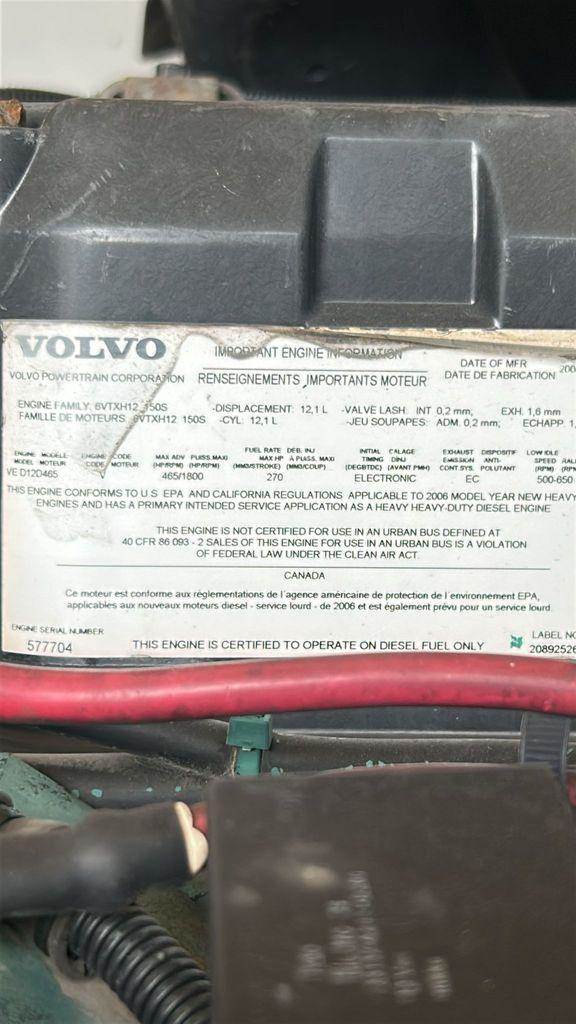 VOLVO
IMPORTANT ENGINE INFORMATION
DATE OF MFR 200
VOLVO POWERTRAIN CORPORATION
RENSEIGNEMENTS IMPORTANTS MOTEUR
DATE DE FABRICATION
ENGINE FAMILY: 6VTXH12 150S -DISPLACEMENT: 12,1 L -VALVE LASH: INT 0,2 mm; EXH. 1,6 mm
FAMILLE DE MOTEURS: 6VTXH12 150S -CYL: 12,1 L -JEU SOUPAPES: ADM. 0,2 mm; ECHAPP. 1,
ENGINE MODELE ENGINE CODE MAX ADV PUISS.MAXI FUEL RATE DEB. INJ INITIAL CALAGE EXHAUST DISPOSITIF LOW IDLE
MODEL MOTEUR CODE MOTEUR (HP/RPM) (HP/RPM) MAX HP A PUISS. MAXI TIMING D'INJ EMISSION ANTI- SPEED RAL
(MM3/STROKE) (MM3/COUP) (DEGBTDC) (AVANT PMH) CONT.SYS. POLUTANT (RPM) (RPM
VE D12D465 465/1800 270 ELECTRONIC EC 500-650
THIS ENGINE CONFORMS TO U.S EPA AND CALIFORNIA REGULATIONS APPLICABLE TO 2006 MODEL YEAR NEW HEAVY
ENGINES AND HAS A PRIMARY INTENDED SERVICE APPLICATION AS A HEAVY HEAVY-DUTY DIESEL ENGINE
THIS ENGINE IS NOT CERTIFIED FOR USE IN AN URBAN BUS DEFINED AT
40 CFR 86 093 - 2 SALES OF THIS ENGINE FOR USE IN AN URBAN BUS IS A VIOLATION
OF FEDERAL LAW UNDER THE CLEAN AIR ACT.
CANADA
Ce moteur est conforme aux réglementations de l'agence américaine de protection de l'environnement EPA,
applicables aux nouveaux moteurs diesel - service lourd - de 2006 et est également prévu pour un service lourd.
ENGINE SERIAL NUMBER
577704
THIS ENGINE IS CERTIFIED TO OPERATE ON DIESEL FUEL ONLY
LABEL NO
20892526